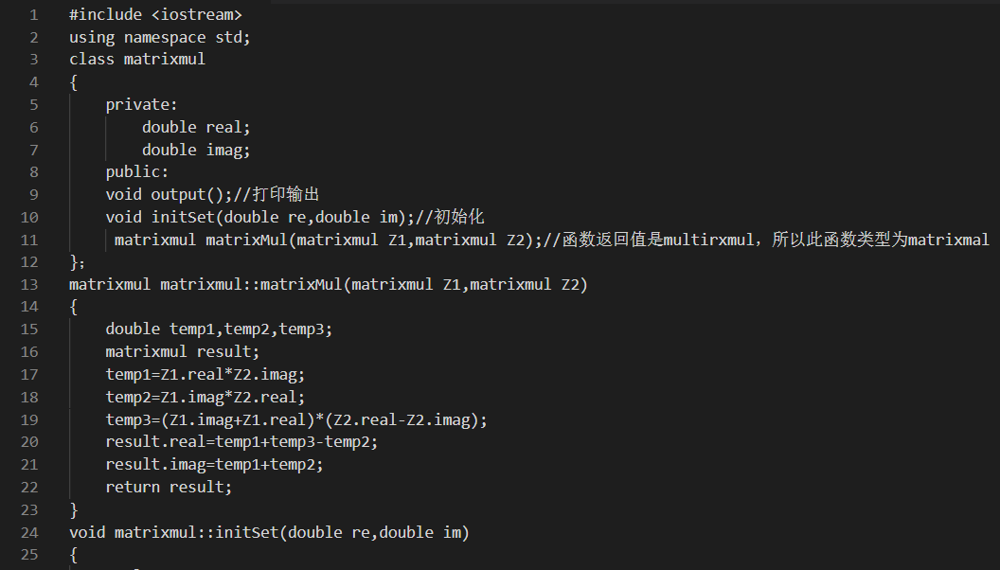 1 #include <iostream>
2 using namespace std;
3 class matrixmul
4 {
5 private:
6 double real;
7 double imag;
8 public:
9 void output();//打印输出
10 void initSet(double re,double im);//初始化
11 matrixmul matrixMul(matrixmul Z1,matrixmul Z2);//函数返回值是multirxmul，所以此函数类型为matrixmal
12 };
13 matrixmul matrixmul::matrixMul(matrixmul Z1,matrixmul Z2)
14 {
15 double temp1,temp2,temp3;
16 matrixmul result;
17 temp1=Z1.real*Z2.imag;
18 temp2=Z1.imag*Z2.real;
19 temp3=(Z1.imag+Z1.real)*(Z2.real-Z2.imag);
20 result.real=temp1+temp3-temp2;
21 result.imag=temp1+temp2;
22 return result;
23 }
24 void matrixmul::initSet(double re,double im)
25 {